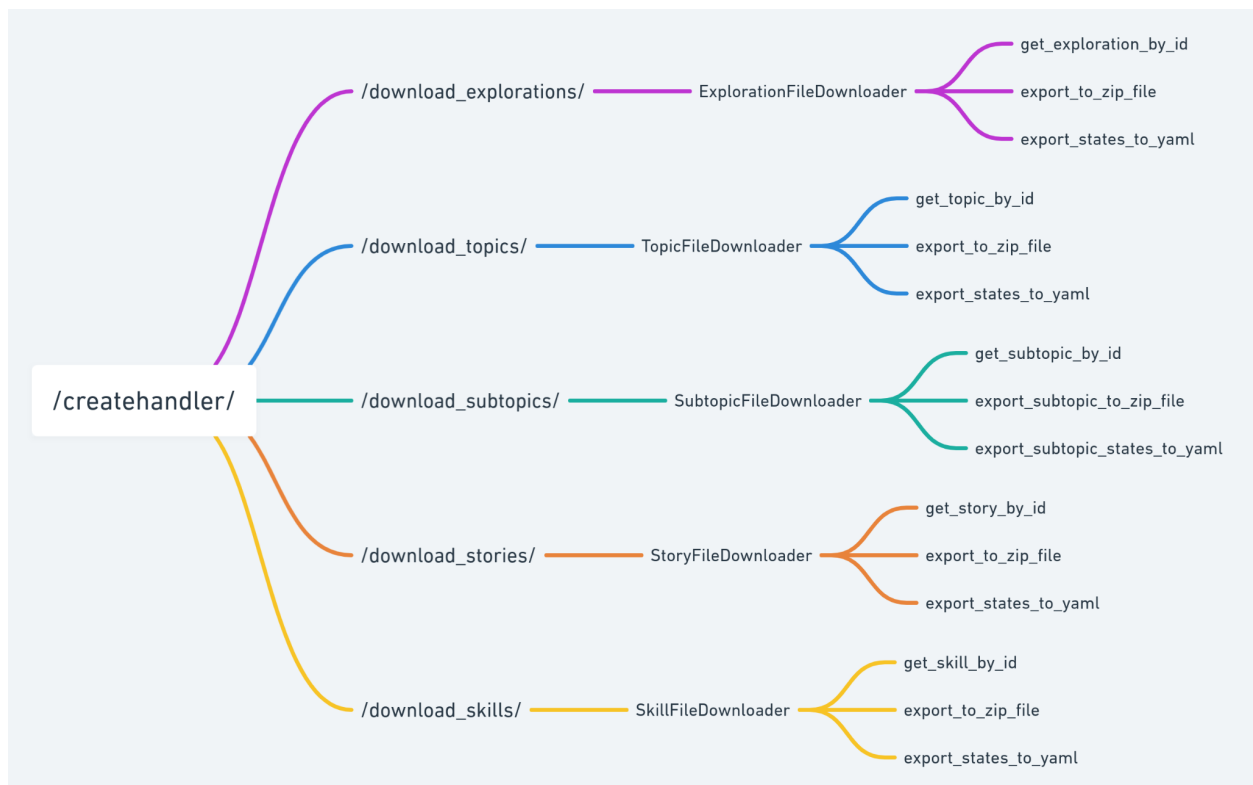 /createhandler/
/download_explorations/
ExplorationFileDownloader
get_exploration_by_id
export_to_zip_file
export_states_to_yaml
/download_topics/
TopicFileDownloader
get_topic_by_id
export_to_zip_file
export_states_to_yaml
/download_subtopics/
SubtopicFileDownloader
get_subtopic_by_id
export_subtopic_to_zip_file
export_subtopic_states_to_yaml
/download_stories/
StoryFileDownloader
get_story_by_id
export_to_zip_file
export_states_to_yaml
/download_skills/
SkillFileDownloader
get_skill_by_id
export_to_zip_file
export_states_to_yaml